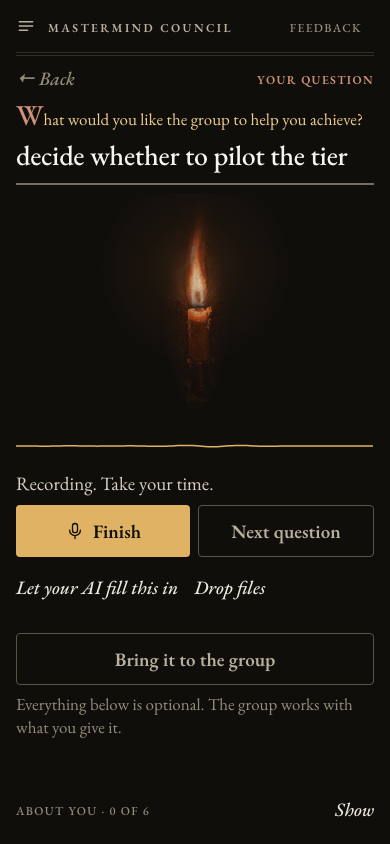 MASTERMIND COUNCIL
FEEDBACK
← Back
YOUR QUESTION
What would you like the group to help you achieve?
decide whether to pilot the tier
Recording. Take your time.
Finish
Next question
Let your AI fill this in
Drop files
Bring it to the group
Everything below is optional. The group works with
what you give it.
ABOUT YOU · 0 OF 6
Show